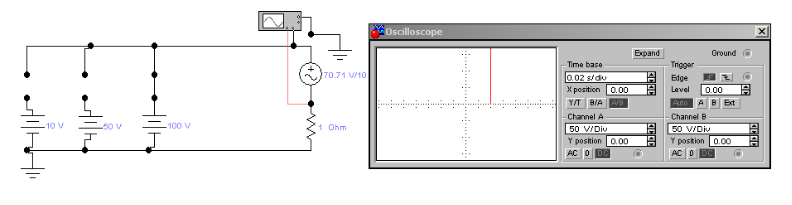 Oscilloscope
Expand
Ground
Time base
Trigger
0.02 s/div
Edge
X position 0.00
Level 0.00
Y/T B/A A/B
Auto A B Ext
Channel A
Channel B
50 V/Div
50 V/Div
Y position 0.00
Y position 0.00
AC 0 DC
AC 0 DC
70.71 V/10
10 V
50 V
100 V
1 Ohm